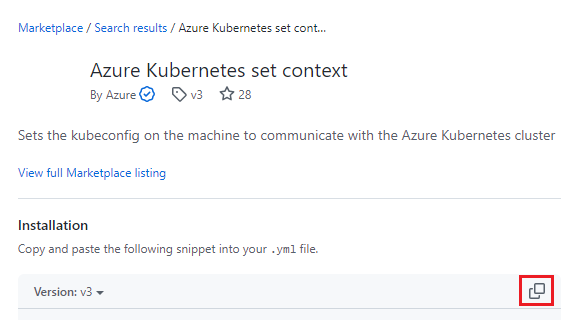 Marketplace / Search results / Azure Kubernetes set cont...
Azure Kubernetes set context
By Azure v3 28
Sets the kubeconfig on the machine to communicate with the Azure Kubernetes cluster
View full Marketplace listing
Installation
Copy and paste the following snippet into your .yml file.
Version: v3